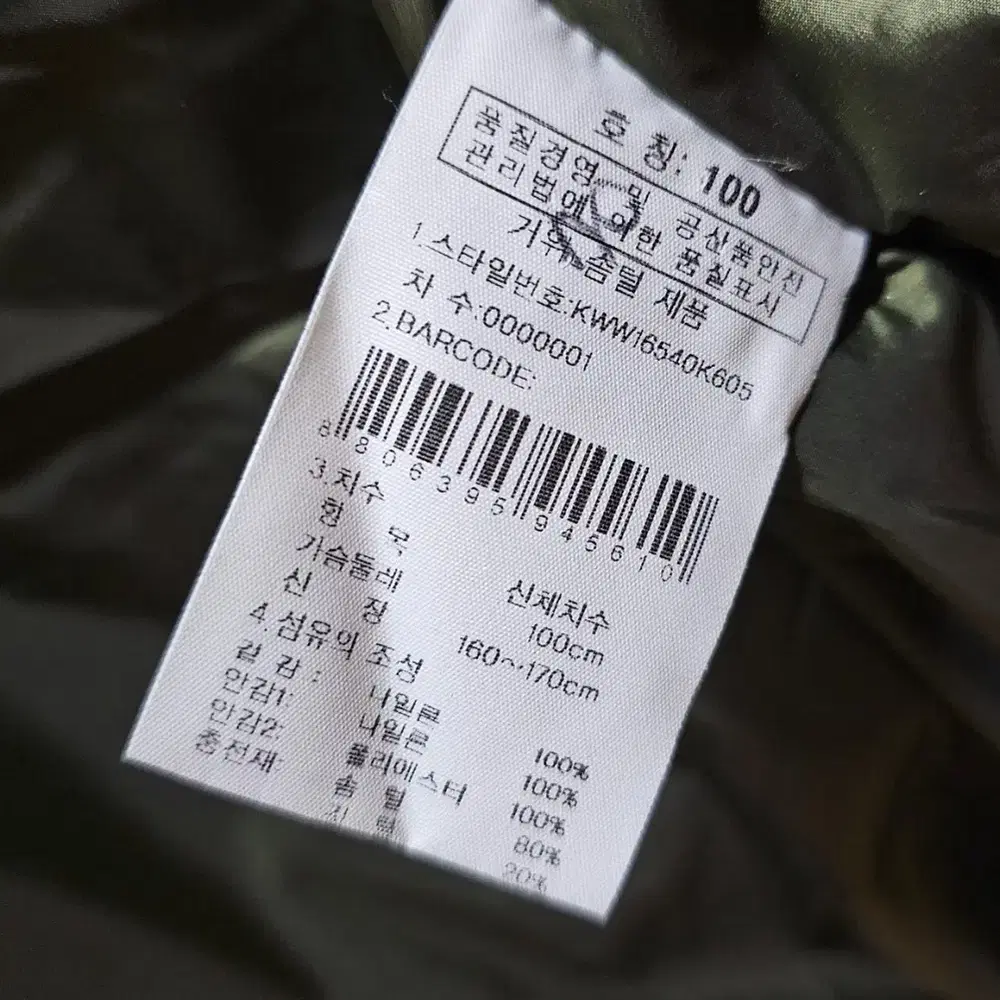 호 칭: 100
품질경영 및 공산품안전
관리법에 의한 품질표시
거위 솜털 제품
1.스타일번호:KWW16540K605
차 수:0000001
2.BARCODE:
8806395945610
3.치수
항 목 신체치수
가슴둘레 100cm
신 장 160~170cm
4.섬유의 조성
겉 감 : 나일론 100%
안감1: 나일론 100%
안감2: 폴리에스터 100%
충전재: 솜 털 80%
깃 털 20%